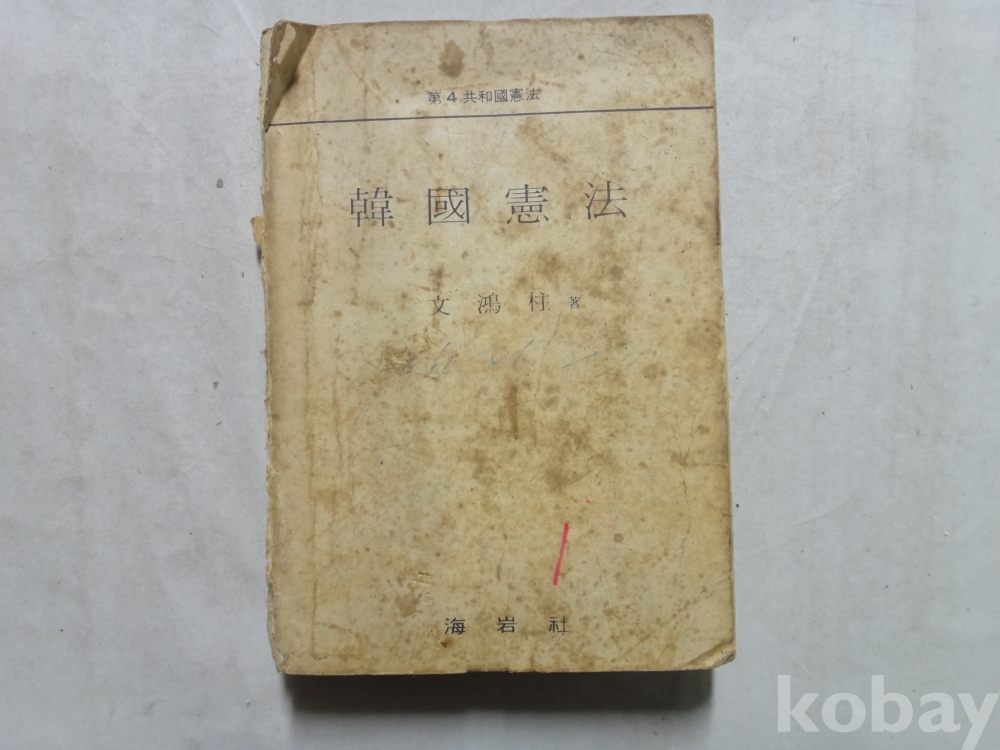 第4共和國憲法
韓國憲法
文鴻柱 著
海岩社
kobay